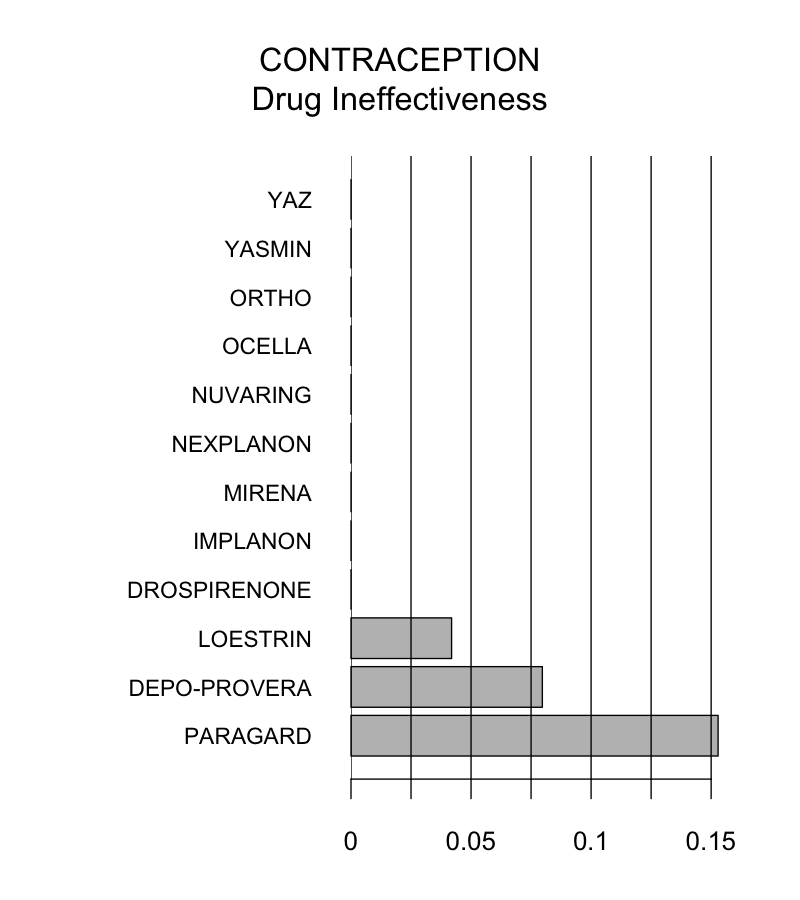 CONTRACEPTION
Drug Ineffectiveness
YAZ
YASMIN
ORTHO
OCELLA
NUVARING
NEXPLANON
MIRENA
IMPLANON
DROSPIRENONE
LOESTRIN
DEPO-PROVERA
PARAGARD
0 0.05 0.1 0.15